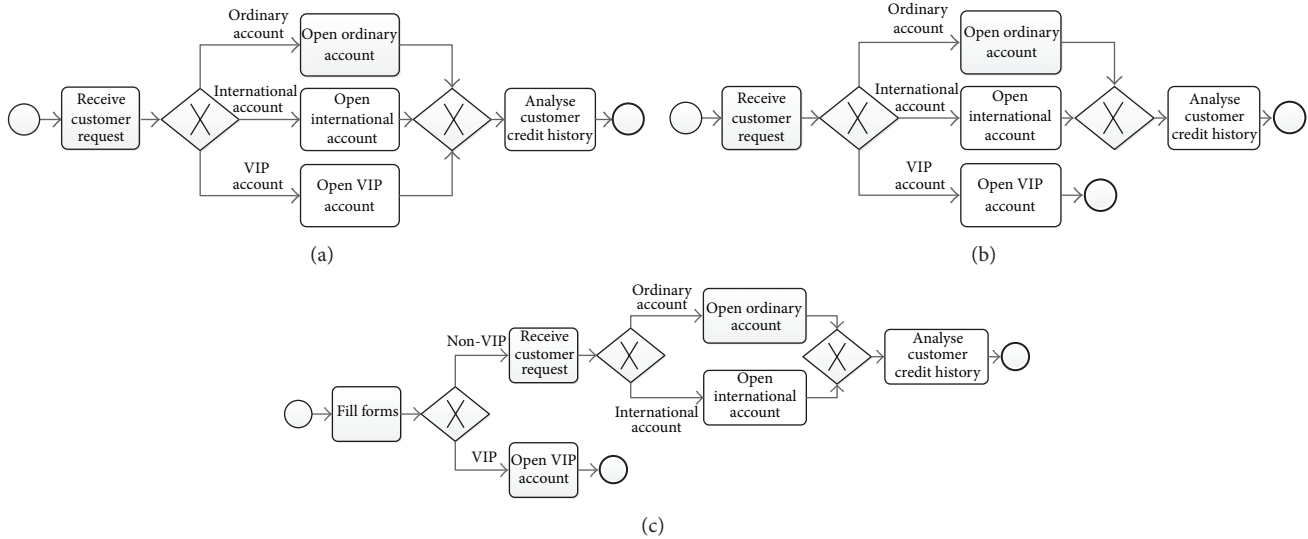 Ordinary
account
Open ordinary
account
Receive
customer
request
International
account
Open
international
account
Analyse
customer
credit history
VIP
account
Open VIP
account
(a)
Ordinary
account
Open ordinary
account
Receive
customer
request
International
account
Open
international
account
Analyse
customer
credit history
VIP
account
Open VIP
account
(b)
Fill forms
Non-VIP
Receive
customer
request
Ordinary
account
Open ordinary
account
International
account
Open
international
account
Analyse
customer
credit history
VIP
Open VIP
account
(c)